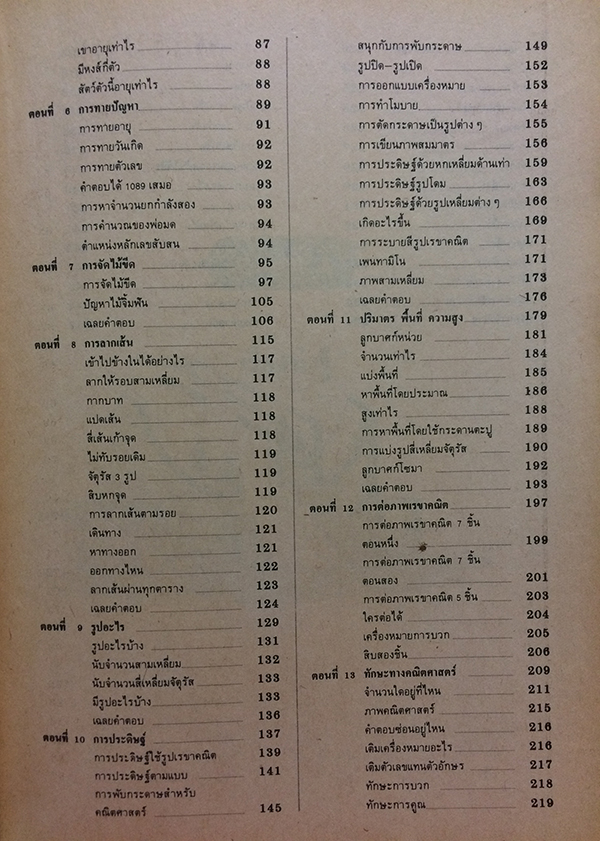 เขาอายุเท่าไร 87
มีหงส์กี่ตัว 88
สัตว์ตัวนี้อายุเท่าไร 88
ตอนที่ 6 การทายปัญหา 89
การทายอายุ 91
การทายวันเกิด 92
การทายตัวเลข 92
คำตอบได้ 1089 เสมอ 93
การหาจำนวนยกกำลังสอง 93
การคำนวณของพ่อมด 94
ตำแหน่งหลักเลขสับสน 94
ตอนที่ 7 การจัดไม้ขีด 95
การจัดไม้ขีด 97
ปัญหาไม้จิ้มฟัน 105
เฉลยคำตอบ 106
ตอนที่ 8 การลากเส้น 115
เข้าไปข้างในได้อย่างไร 117
ลากให้รอบสามเหลี่ยม 117
กากบาท 118
แปดเส้น 118
สี่เส้นเก้าจุด 118
ไม่ทับรอยเดิม 119
จัตุรัส 3 รูป 119
สิบหกจุด 119
การลากเส้นตามรอย 120
เดินทาง 121
หาทางออก 121
ออกทางไหน 122
ลากเส้นผ่านทุกตาราง 123
เฉลยคำตอบ 124
ตอนที่ 9 รูปอะไร 129
รูปอะไรบ้าง 131
นับจำนวนสามเหลี่ยม 132
นับจำนวนสี่เหลี่ยมจัตุรัส 133
มีรูปอะไรบ้าง 133
เฉลยคำตอบ 136
ตอนที่ 10 การประดิษฐ์ 137
การประดิษฐ์ใช้รูปเรขาคณิต 139
การประดิษฐ์ตามแบบ 141
การพับกระดาษสำหรับ
คณิตศาสตร์ 145
สนุกกับการพับกระดาษ 149
รูปปิด-รูปเปิด 152
การออกแบบเครื่องหมาย 153
การทำโมบาย 154
การตัดกระดาษเป็นรูปต่าง ๆ 155
การเขียนภาพสมมาตร 156
การประดิษฐ์ด้วยหกเหลี่ยมด้านเท่า 159
การประดิษฐ์รูปโดม 163
การประดิษฐ์ด้วยรูปเหลี่ยมต่าง ๆ 166
เกิดอะไรขึ้น 169
การระบายสีรูปเรขาคณิต 171
เพนทามิโน 171
ภาพสามเหลี่ยม 173
เฉลยคำตอบ 176
ตอนที่ 11 ปริมาตร พื้นที่ ความสูง 179
ลูกบาศก์หน่วย 181
จำนวนเท่าไร 184
แบ่งพื้นที่ 185
หาพื้นที่โดยประมาณ 186
สูงเท่าไร 188
การหาพื้นที่โดยใช้กระดานตะปู 189
การแบ่งรูปสี่เหลี่ยมจัตุรัส 190
ลูกบาศก์โซมา 192
เฉลยคำตอบ 193
ตอนที่ 12 การต่อภาพเรขาคณิต 197
การต่อภาพเรขาคณิต 7 ชิ้น
ตอนหนึ่ง 199
การต่อภาพเรขาคณิต 7 ชิ้น
ตอนสอง 201
การต่อภาพเรขาคณิต 5 ชิ้น 203
ใครต่อได้ 204
เครื่องหมายการบวก 205
สิบสองชิ้น 206
ตอนที่ 13 ทักษะทางคณิตศาสตร์ 209
จำนวนใดอยู่ที่ไหน 211
ภาพคณิตศาสตร์ 215
คำตอบซ่อนอยู่ไหน 216
เติมเครื่องหมายอะไร 216
เติมตัวเลขแทนตัวอักษร 217
ทักษะการบวก 218
ทักษะการคูณ 219